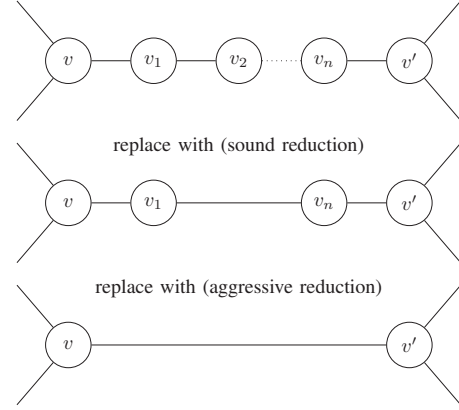 v v₁ v₂ vₙ v′
replace with (sound reduction)
v v₁ vₙ v′
replace with (aggressive reduction)
v v′